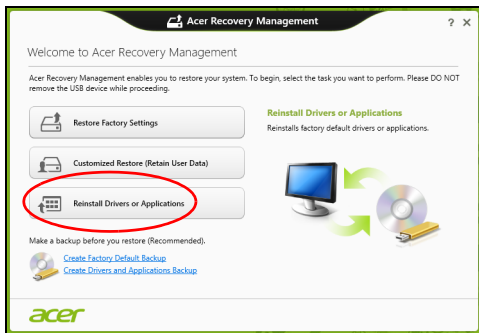 Acer Recovery Management
? ×
Welcome to Acer Recovery Management
Acer Recovery Management enables you to restore your system. To begin, select the task you want to perform. Please DO NOT
remove the USB device while proceeding.
Restore Factory Settings
Customized Restore (Retain User Data)
Reinstall Drivers or Applications
Reinstall Drivers or Applications
Reinstalls factory default drivers or applications.
Make a backup before you restore (Recommended).
Create Factory Default Backup
Create Drivers and Applications Backup
acer